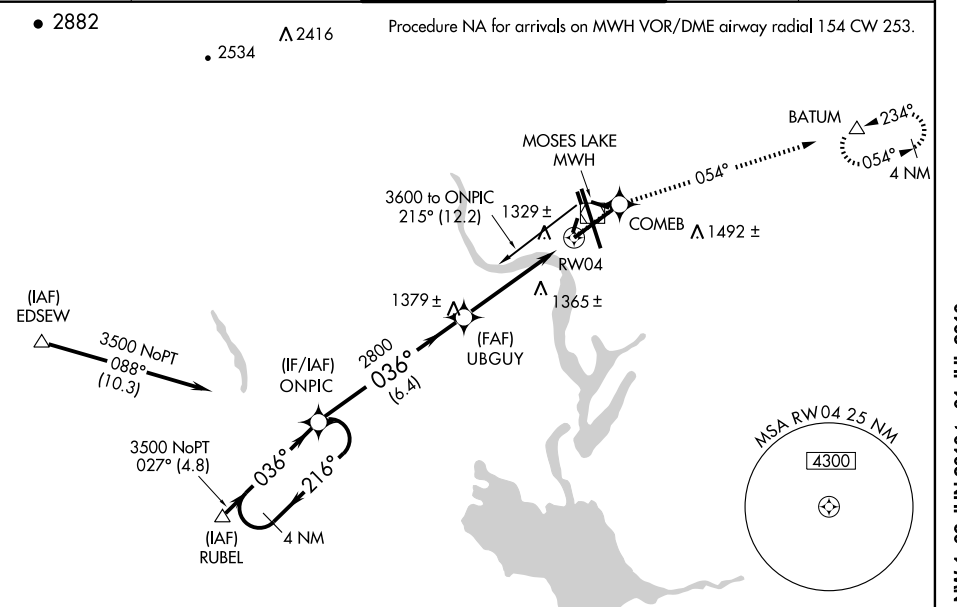 2882
2534
2416
Procedure NA for arrivals on MWH VOR/DME airway radial 154 CW 253.
BATUM
234°
054°
4 NM
MOSES LAKE
MWH
054°
3600 to ONPIC
215° (12.2)
1329 ±
COMEB
1492 ±
RW04
1379 ±
1365 ±
(FAF)
UBGUY
(IAF)
EDSEW
3500 NoPT
088°
(10.3)
2800
036°
(6.4)
(IF/IAF)
ONPIC
3500 NoPT
027° (4.8)
036°
216°
4 NM
(IAF)
RUBEL
MSA RW04 25 NM
4300